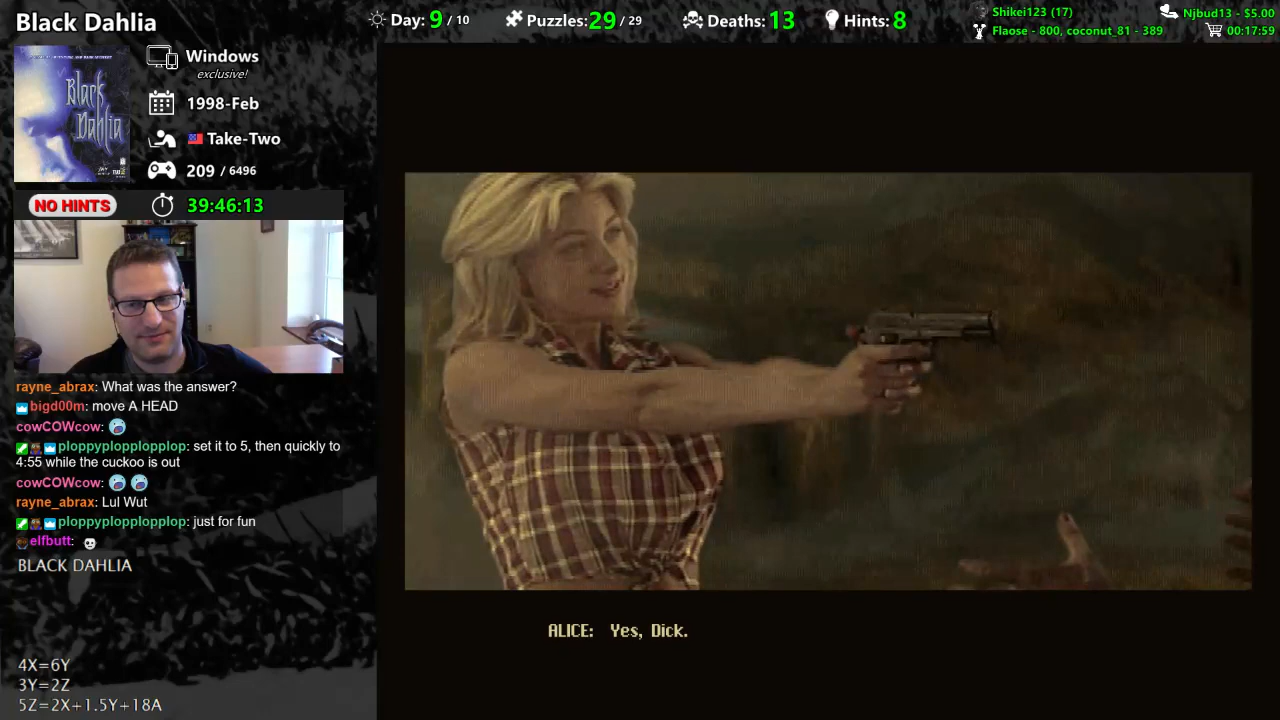 Black Dahlia
Day: 9 / 10
Puzzles: 29 / 29
Deaths: 13
Hints: 8
Shikei123 (17)
Flaose - 800, coconut_81 - 389
Njbud13 - $5.00
00:17:59
Black
Dahlia
Windows
exclusive!
1998-Feb
Take-Two
209 / 6496
NO HINTS
39:46:13
rayne_abrax: What was the answer?
bigd00m: move A HEAD
cowCOWcow:
ploppyplopplopplop: set it to 5, then quickly to
4:55 while the cuckoo is out
cowCOWcow:
rayne_abrax: Lul Wut
ploppyplopplopplop: just for fun
elfbutt:
BLACK DAHLIA
4X=6Y
3Y=2Z
5Z=2X+1.5Y+18A
ALICE: Yes, Dick.